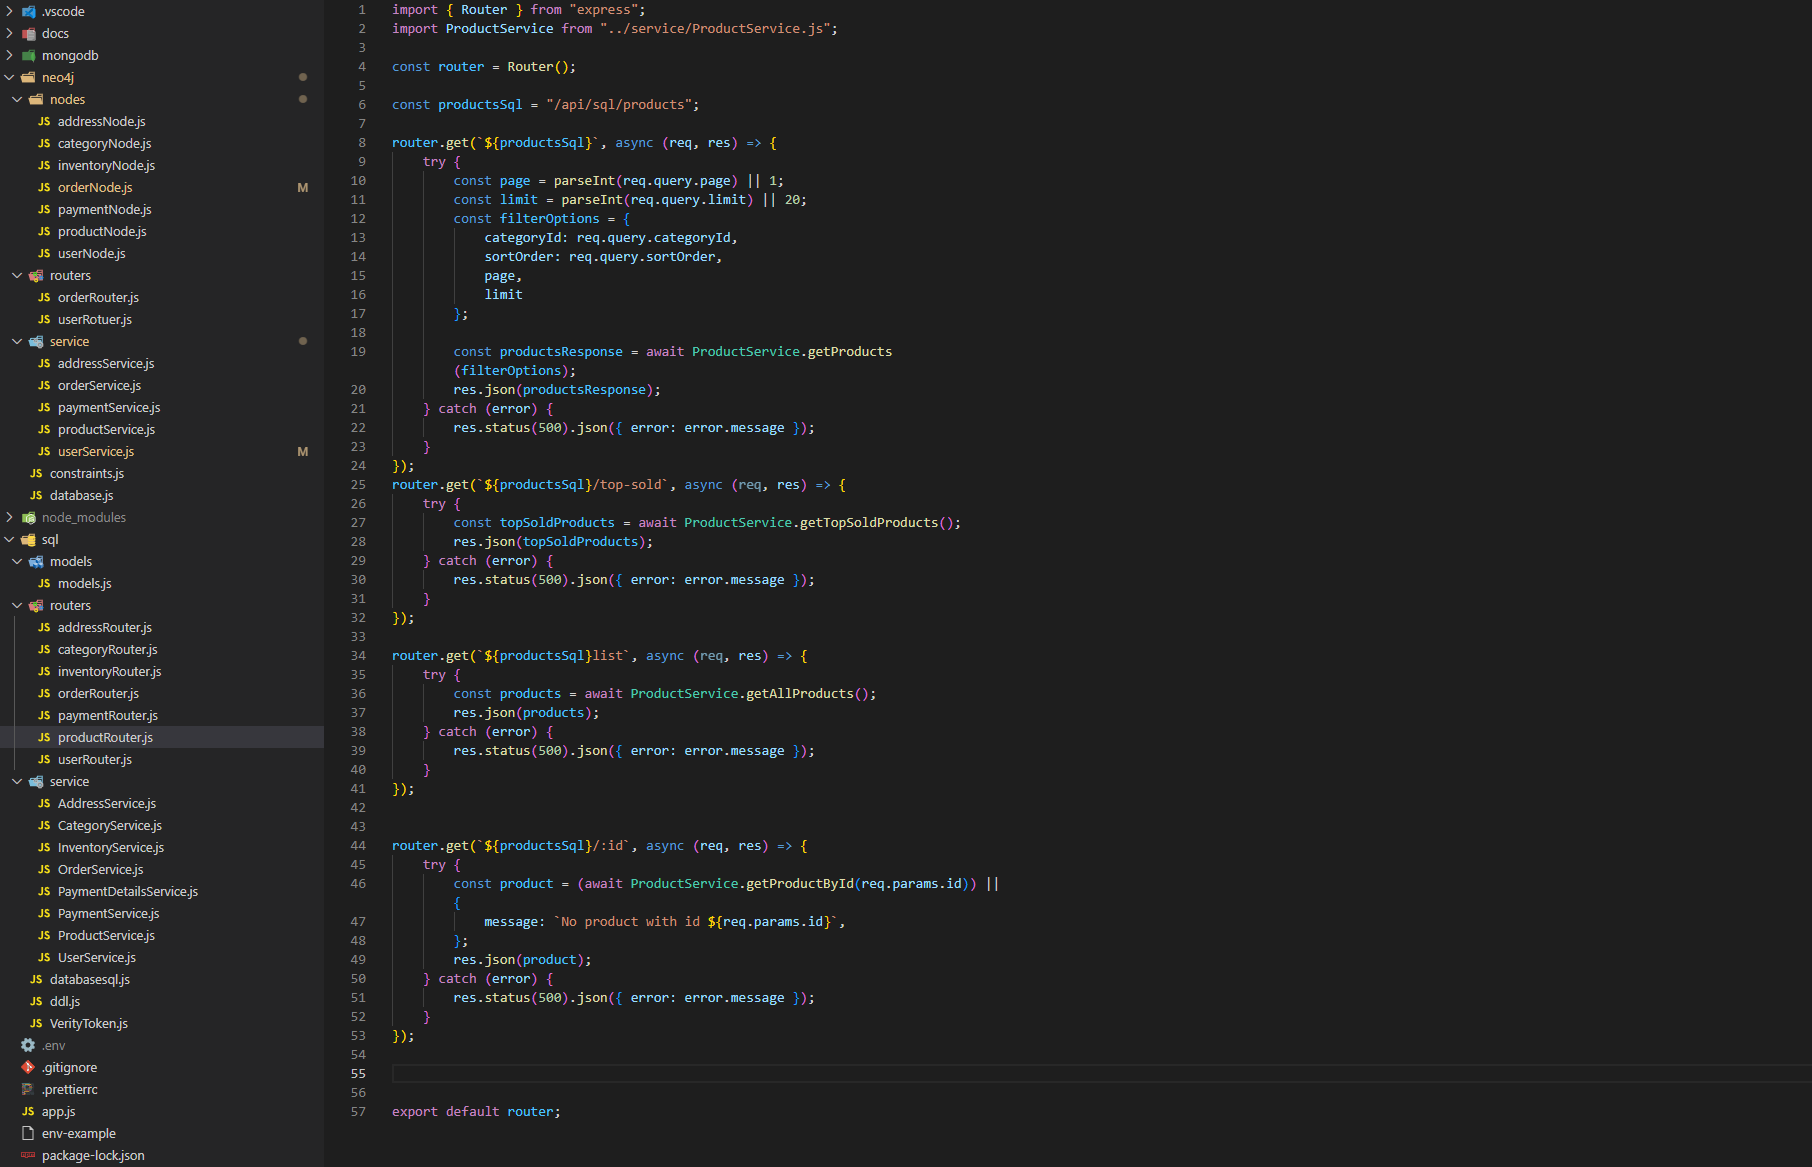 .vscode
docs
mongodb
neo4j
nodes
JS addressNode.js
JS categoryNode.js
JS inventoryNode.js
JS orderNode.js M
JS paymentNode.js
JS productNode.js
JS userNode.js
routers
JS orderRouter.js
JS userRotuer.js
service
JS addressService.js
JS orderService.js
JS paymentService.js
JS productService.js
JS userService.js M
JS constraints.js
JS database.js
node_modules
sql
models
JS models.js
routers
JS addressRouter.js
JS categoryRouter.js
JS inventoryRouter.js
JS orderRouter.js
JS paymentRouter.js
JS productRouter.js
JS userRouter.js
service
JS AddressService.js
JS CategoryService.js
JS InventoryService.js
JS OrderService.js
JS PaymentDetailsService.js
JS PaymentService.js
JS ProductService.js
JS UserService.js
JS databasesql.js
JS ddl.js
JS VerityToken.js
.env
.gitignore
.prettierrc
JS app.js
env-example
package-lock.json
1 import { Router } from "express";
2 import ProductService from "../service/ProductService.js";
3
4 const router = Router();
5
6 const productsSql = "/api/sql/products";
7
8 router.get(`${productsSql}`, async (req, res) => {
9 try {
10 const page = parseInt(req.query.page) || 1;
11 const limit = parseInt(req.query.limit) || 20;
12 const filterOptions = {
13 categoryId: req.query.categoryId,
14 sortOrder: req.query.sortOrder,
15 page,
16 limit
17 };
18
19 const productsResponse = await ProductService.getProducts
(filterOptions);
20 res.json(productsResponse);
21 } catch (error) {
22 res.status(500).json({ error: error.message });
23 }
24 });
25 router.get(`${productsSql}/top-sold`, async (req, res) => {
26 try {
27 const topSoldProducts = await ProductService.getTopSoldProducts();
28 res.json(topSoldProducts);
29 } catch (error) {
30 res.status(500).json({ error: error.message });
31 }
32 });
33
34 router.get(`${productsSql}list`, async (req, res) => {
35 try {
36 const products = await ProductService.getAllProducts();
37 res.json(products);
38 } catch (error) {
39 res.status(500).json({ error: error.message });
40 }
41 });
42
43
44 router.get(`${productsSql}/:id`, async (req, res) => {
45 try {
46 const product = (await ProductService.getProductById(req.params.id)) ||
{
47 message: `No product with id ${req.params.id}`,
48 };
49 res.json(product);
50 } catch (error) {
51 res.status(500).json({ error: error.message });
52 }
53 });
54
55
56
57 export default router;